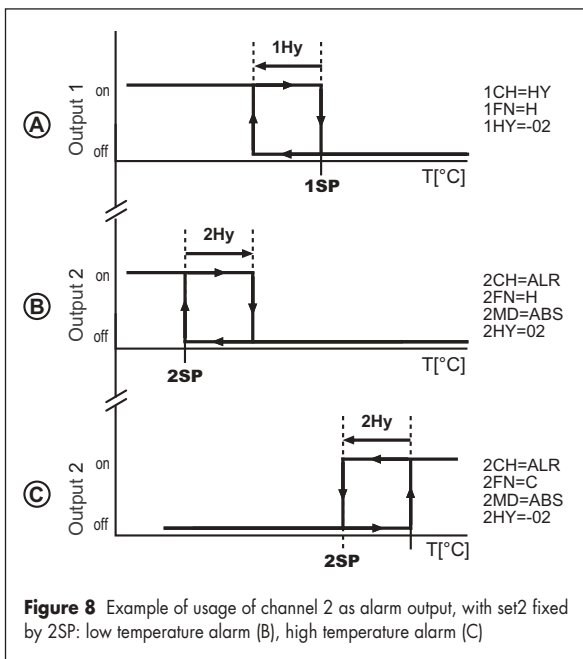 1Hy
on
Output 1
off
A
1CH=HY
1FN=H
1HY=-02
1SP
T[°C]
2Hy
on
Output 2
off
B
2CH=ALR
2FN=H
2MD=ABS
2HY=02
2SP
T[°C]
2Hy
on
Output 2
off
C
2CH=ALR
2FN=C
2MD=ABS
2HY=-02
2SP
T[°C]
Figure 8 Example of usage of channel 2 as alarm output, with set2 fixed
by 2SP: low temperature alarm (B), high temperature alarm (C)